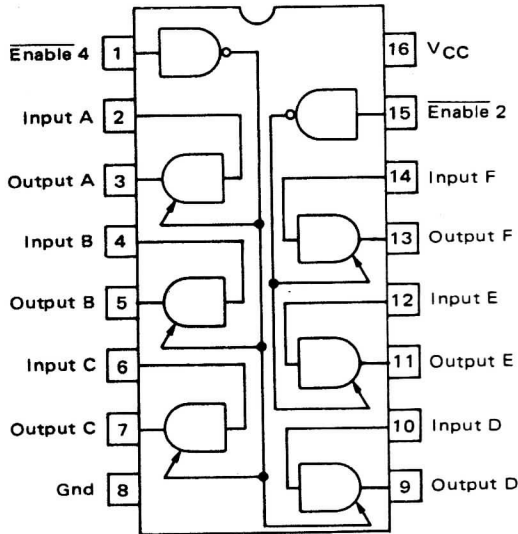 Enable 4
1
Input A
2
Output A
3
Input B
4
Output B
5
Input C
6
Output C
7
Gnd
8
16
VCC
15
Enable 2
14
Input F
13
Output F
12
Input E
11
Output E
10
Input D
9
Output D